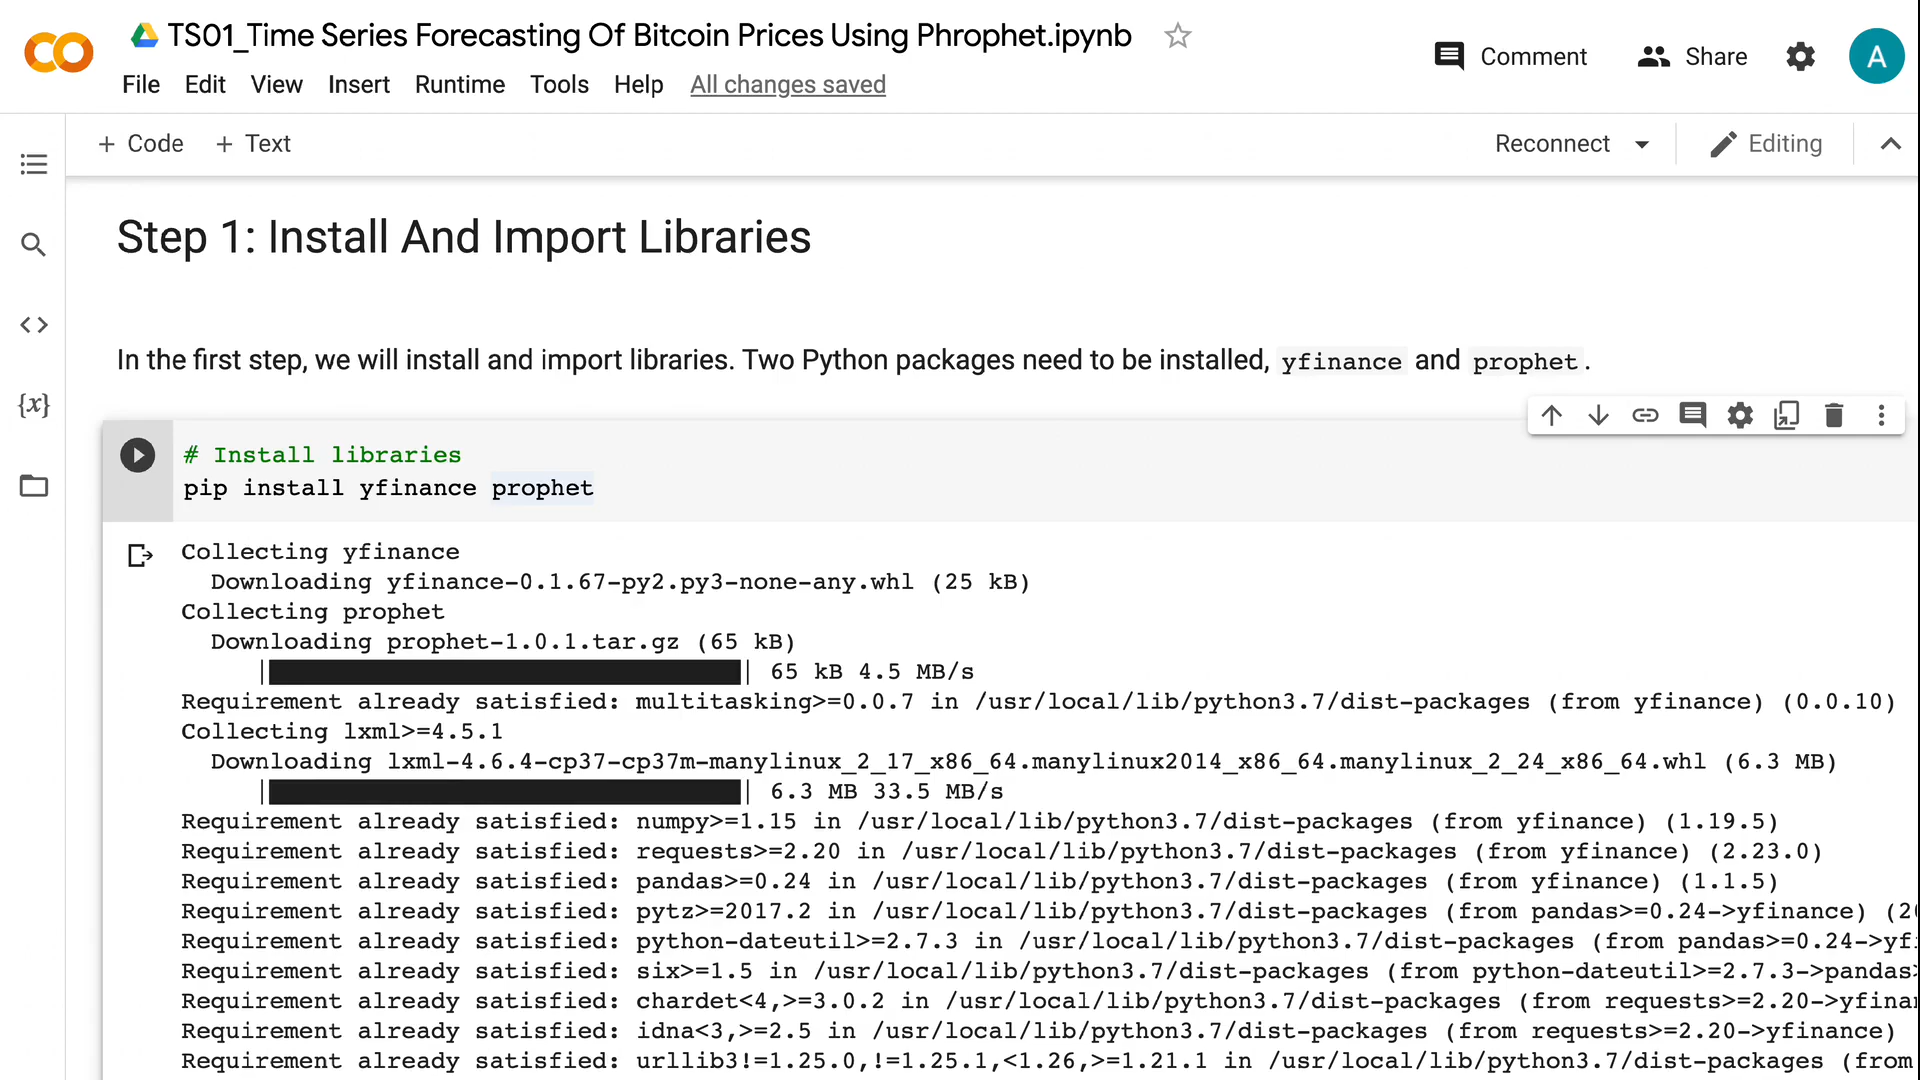 TS01_Time Series Forecasting Of Bitcoin Prices Using Phrophet.ipynb
Comment
Share
A
File Edit View Insert Runtime Tools Help All changes saved
+ Code + Text
Reconnect
Editing
Step 1: Install And Import Libraries
In the first step, we will install and import libraries. Two Python packages need to be installed, yfinance and prophet.
{x}
# Install libraries
pip install yfinance prophet
Collecting yfinance
Downloading yfinance-0.1.67-py2.py3-none-any.whl (25 kB)
Collecting prophet
Downloading prophet-1.0.1.tar.gz (65 kB)
| | 65 kB 4.5 MB/s
Requirement already satisfied: multitasking>=0.0.7 in /usr/local/lib/python3.7/dist-packages (from yfinance) (0.0.10)
Collecting lxml>=4.5.1
Downloading lxml-4.6.4-cp37-cp37m-manylinux_2_17_x86_64.manylinux2014_x86_64.manylinux_2_24_x86_64.whl (6.3 MB)
| | 6.3 MB 33.5 MB/s
Requirement already satisfied: numpy>=1.15 in /usr/local/lib/python3.7/dist-packages (from yfinance) (1.19.5)
Requirement already satisfied: requests>=2.20 in /usr/local/lib/python3.7/dist-packages (from yfinance) (2.23.0)
Requirement already satisfied: pandas>=0.24 in /usr/local/lib/python3.7/dist-packages (from yfinance) (1.1.5)
Requirement already satisfied: pytz>=2017.2 in /usr/local/lib/python3.7/dist-packages (from pandas>=0.24->yfinance) (20
Requirement already satisfied: python-dateutil>=2.7.3 in /usr/local/lib/python3.7/dist-packages (from pandas>=0.24->yf
Requirement already satisfied: six>=1.5 in /usr/local/lib/python3.7/dist-packages (from python-dateutil>=2.7.3->pandas>
Requirement already satisfied: chardet<4,>=3.0.2 in /usr/local/lib/python3.7/dist-packages (from requests>=2.20->yfina
Requirement already satisfied: idna<3,>=2.5 in /usr/local/lib/python3.7/dist-packages (from requests>=2.20->yfinance)
Requirement already satisfied: urllib3!=1.25.0,!=1.25.1,<1.26,>=1.21.1 in /usr/local/lib/python3.7/dist-packages (from